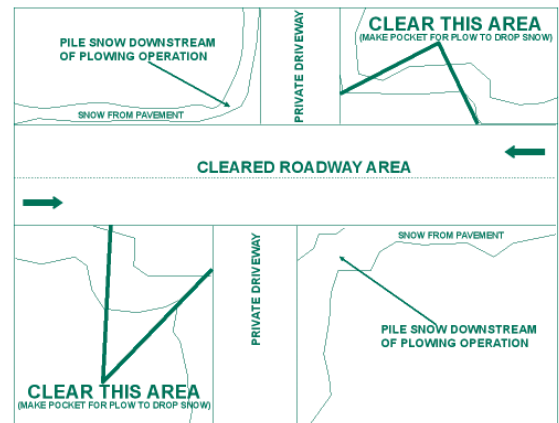 CLEAR THIS AREA
(MAKE POCKET FOR PLOW TO DROP SNOW)
PILE SNOW DOWNSTREAM
OF PLOWING OPERATION
PRIVATE DRIVEWAY
SNOW FROM PAVEMENT
CLEARED ROADWAY AREA
SNOW FROM PAVEMENT
PRIVATE DRIVEWAY
PILE SNOW DOWNSTREAM
OF PLOWING OPERATION
CLEAR THIS AREA
(MAKE POCKET FOR PLOW TO DROP SNOW)